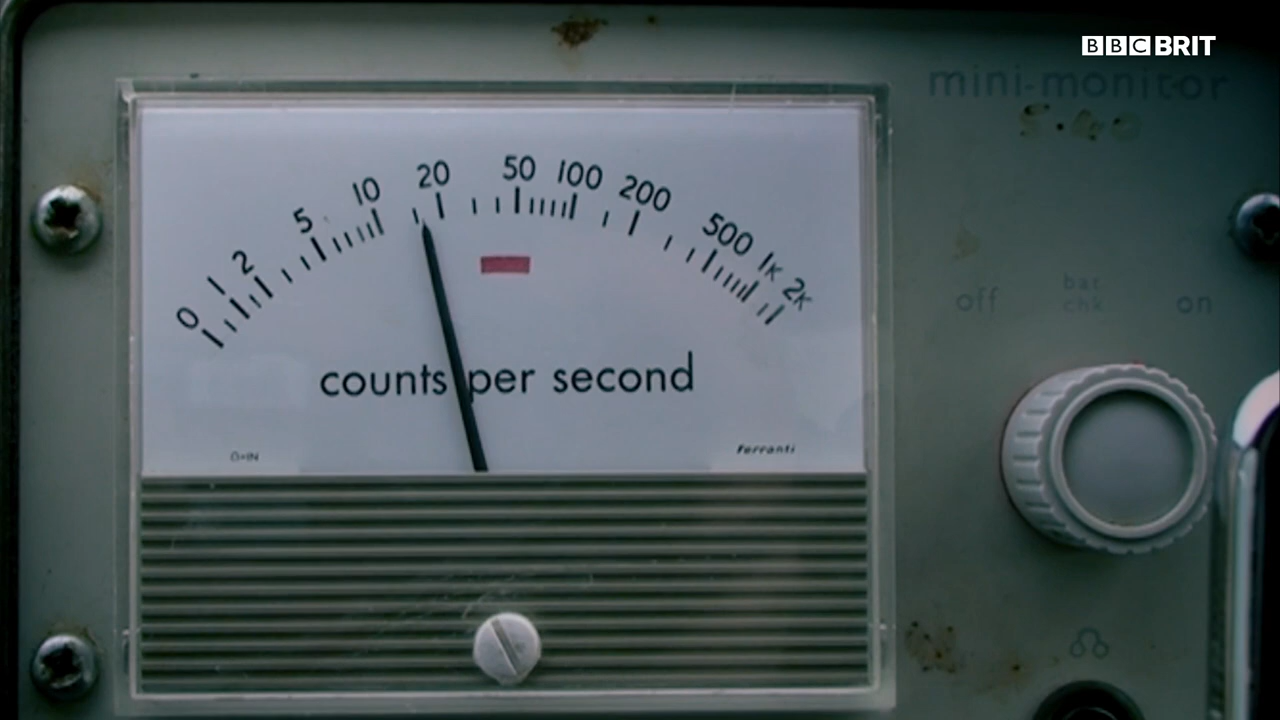 BBC BRIT
mini-monitor
0 1 2 5 10 20 50 100 200 500 1K 2K
off bat chk on
counts per second
Ferranti